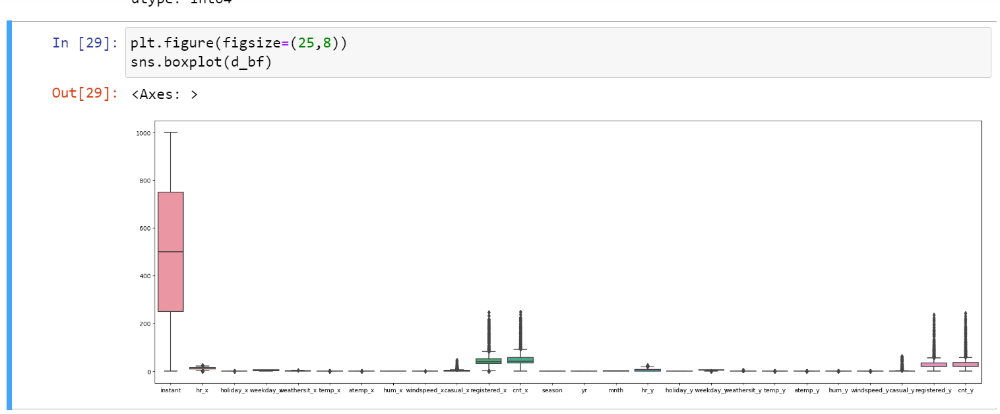 dtype: int64
In [29]: plt.figure(figsize=(25,8))
sns.boxplot(d_bf)
Out[29]: <Axes: >
1000
800
600
400
200
0
instant hr_x holiday_x weekday_x weathersit_x temp_x atemp_x hum_x windspeed_x casual_x registered_x cnt_x season yr mnth hr_y holiday_y weekday_y weathersit_y temp_y atemp_y hum_y windspeed_y casual_y registered_y cnt_y